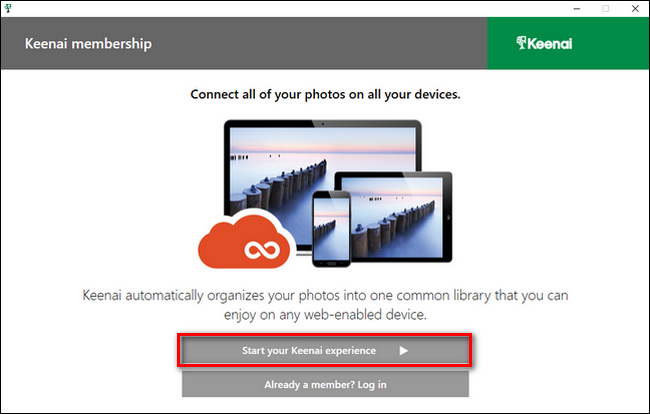 Keenai membership
Keenai
Connect all of your photos on all your devices.
Keenai automatically organizes your photos into one common library that you can
enjoy on any web-enabled device.
Start your Keenai experience
Already a member? Log in